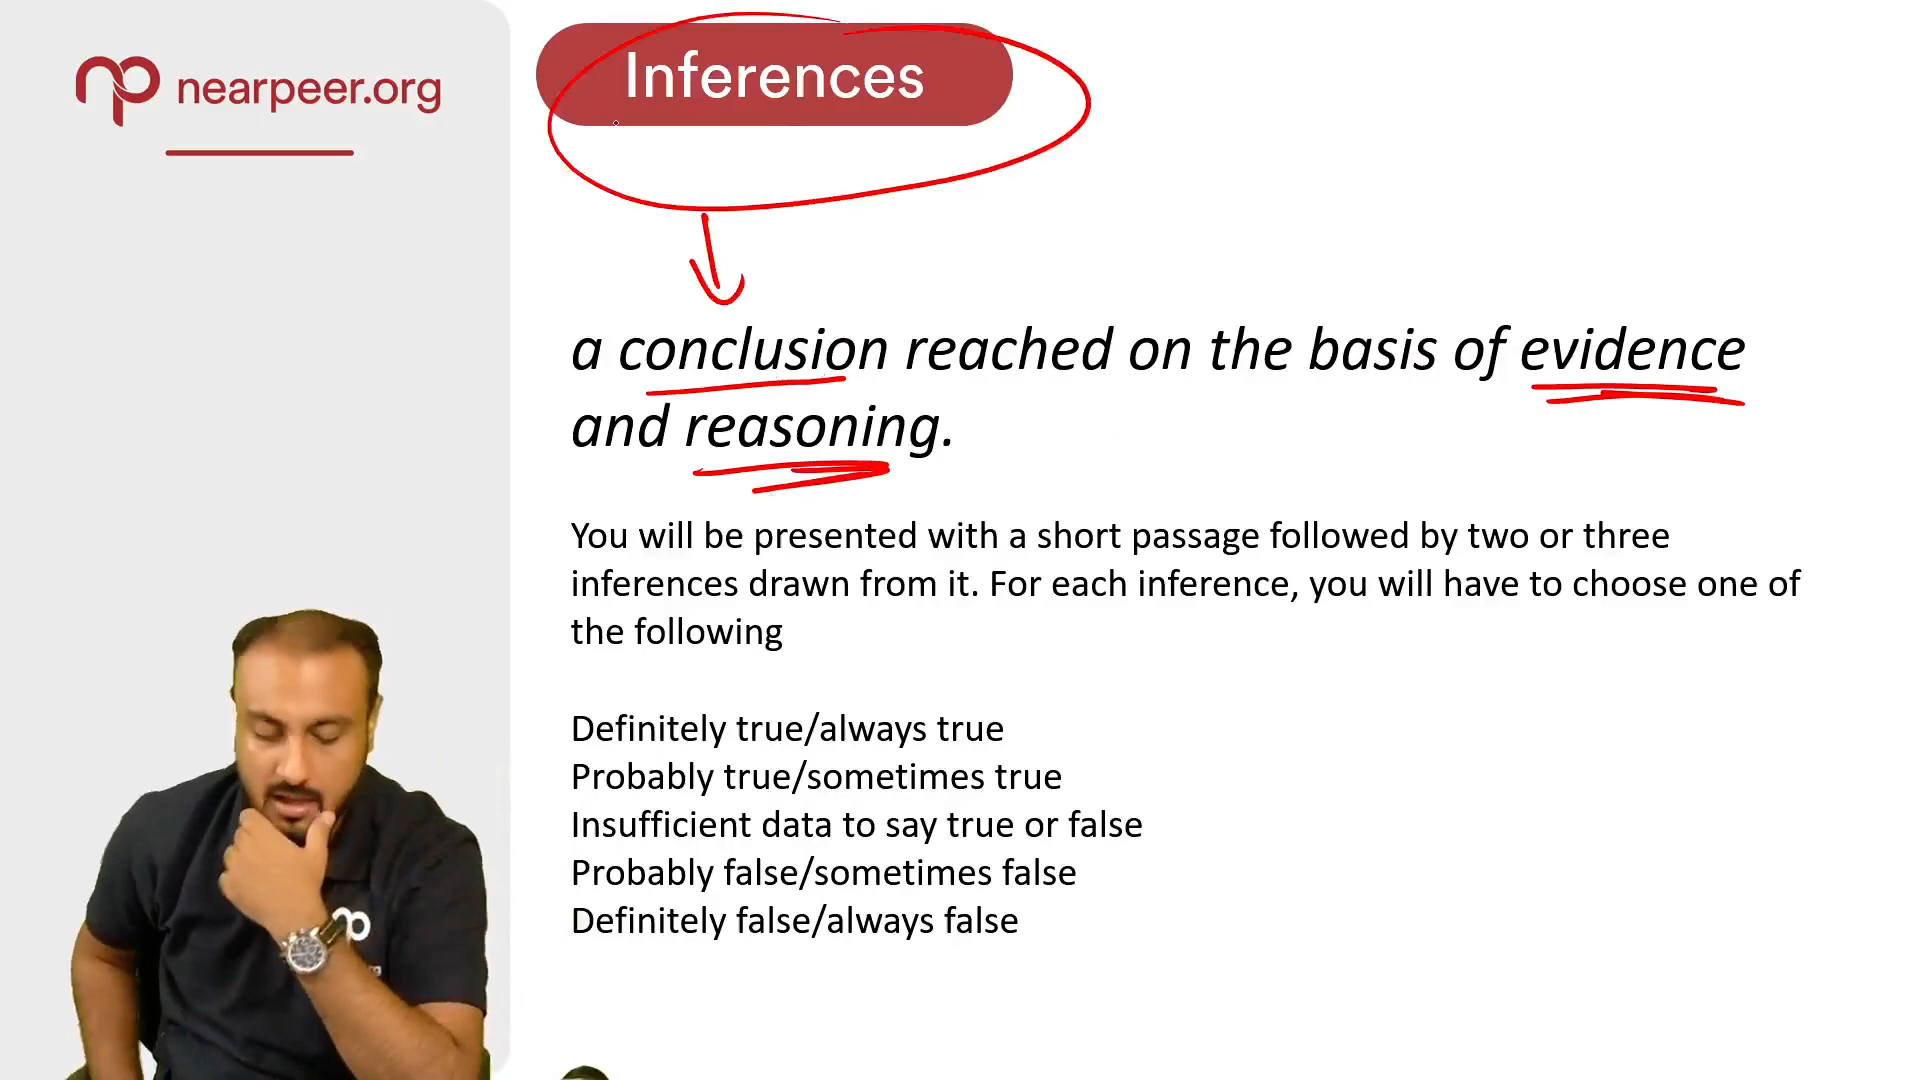 nearpeer.org
Inferences
a conclusion reached on the basis of evidence
and reasoning.
You will be presented with a short passage followed by two or three
inferences drawn from it. For each inference, you will have to choose one of
the following
Definitely true/always true
Probably true/sometimes true
Insufficient data to say true or false
Probably false/sometimes false
Definitely false/always false